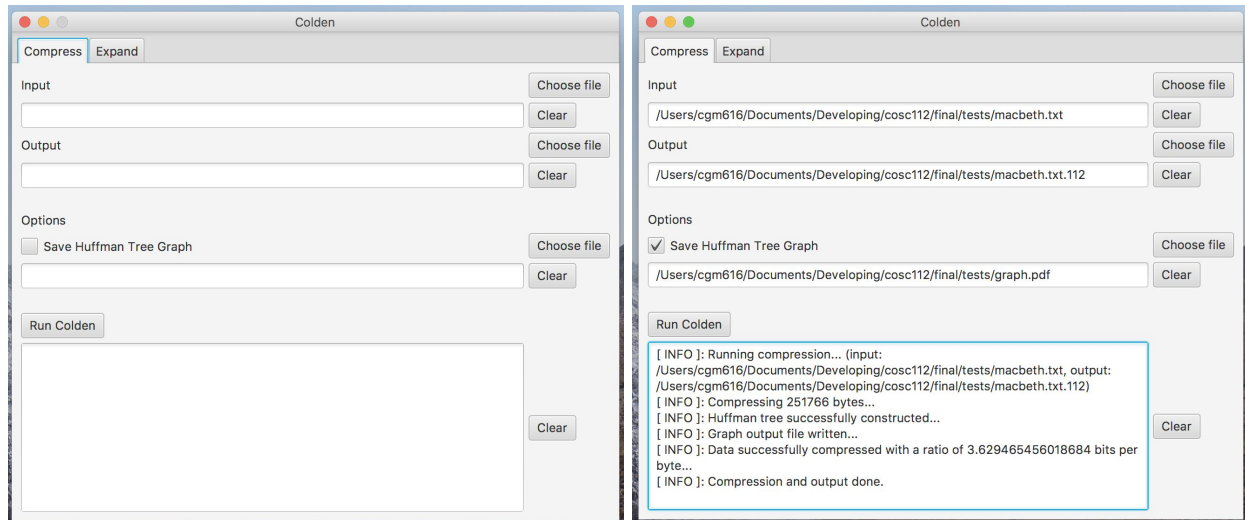 Colden
Compress Expand
Input Choose file
Clear
Output Choose file
Clear
Options
Save Huffman Tree Graph Choose file
Clear
Run Colden
Clear
Colden
Compress Expand
Input Choose file
/Users/cgm616/Documents/Developing/cosc112/final/tests/macbeth.txt Clear
Output Choose file
/Users/cgm616/Documents/Developing/cosc112/final/tests/macbeth.txt.112 Clear
Options
Save Huffman Tree Graph Choose file
/Users/cgm616/Documents/Developing/cosc112/final/tests/graph.pdf Clear
Run Colden
[ INFO ]: Running compression... (input:
/Users/cgm616/Documents/Developing/cosc112/final/tests/macbeth.txt, output:
/Users/cgm616/Documents/Developing/cosc112/final/tests/macbeth.txt.112)
[ INFO ]: Compressing 251766 bytes...
[ INFO ]: Huffman tree successfully constructed...
[ INFO ]: Graph output file written...
[ INFO ]: Data successfully compressed with a ratio of 3.629465456018684 bits per
byte...
[ INFO ]: Compression and output done.
Clear